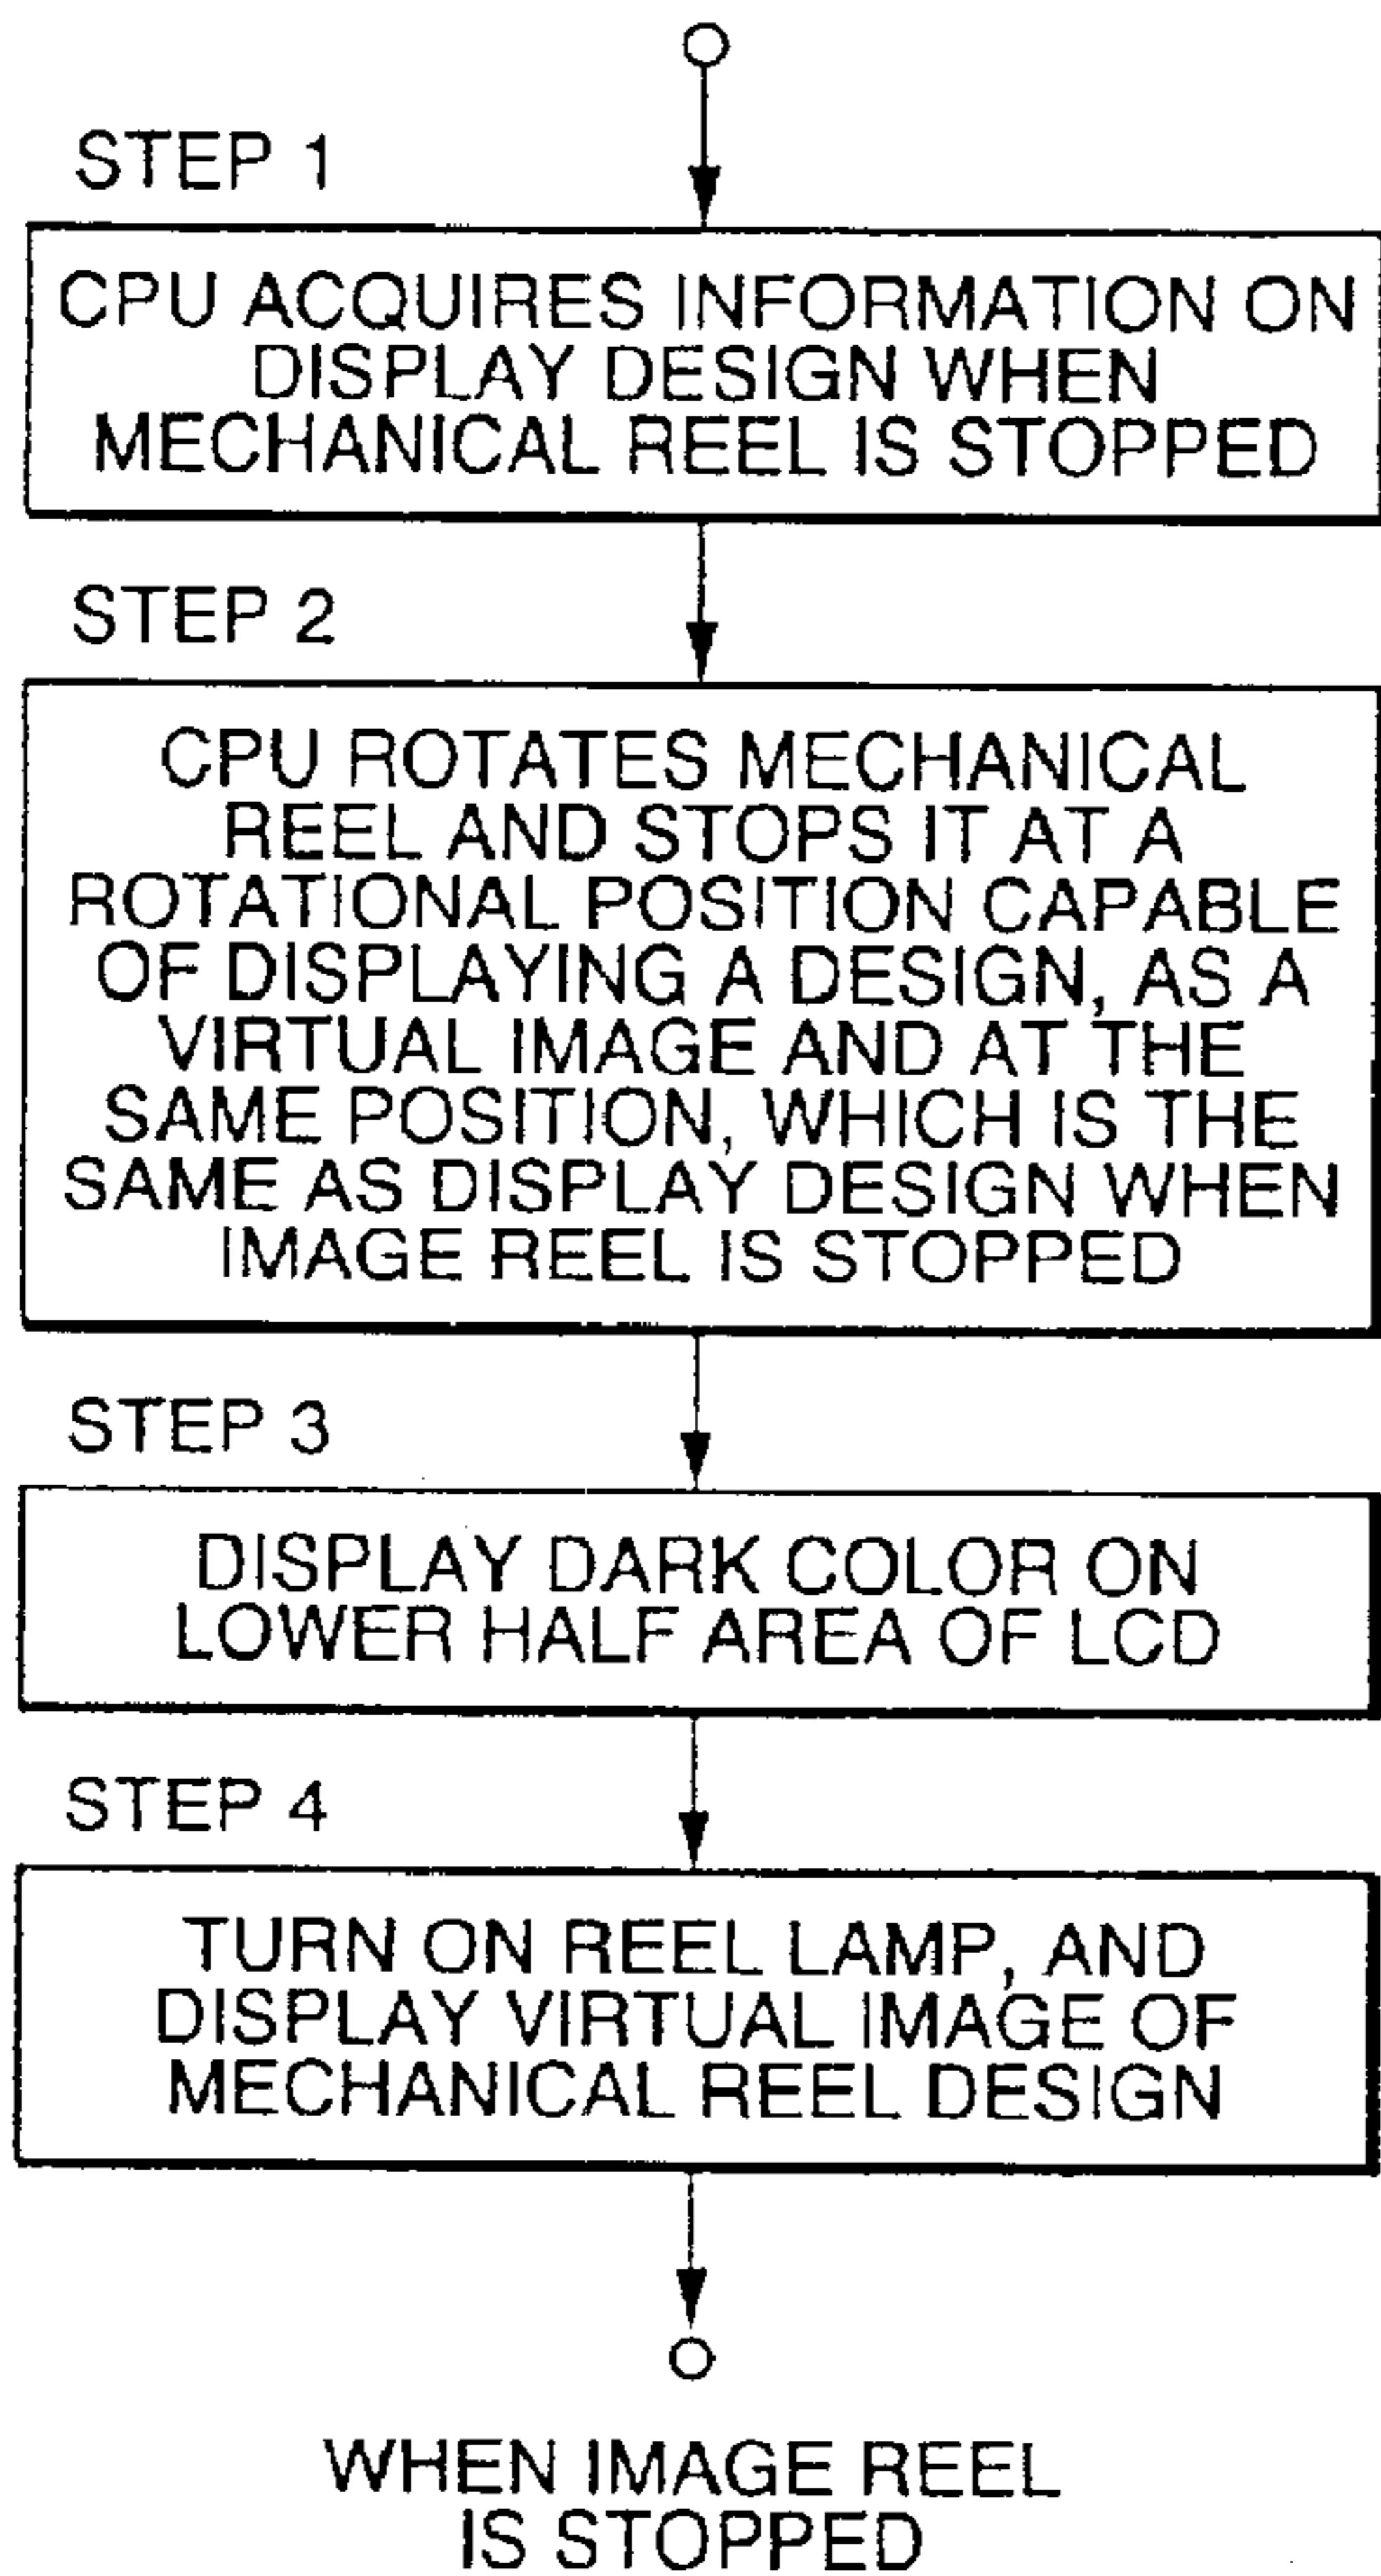 STEP 1
CPU ACQUIRES INFORMATION ON
DISPLAY DESIGN WHEN
MECHANICAL REEL IS STOPPED
STEP 2
CPU ROTATES MECHANICAL
REEL AND STOPS IT AT A
ROTATIONAL POSITION CAPABLE
OF DISPLAYING A DESIGN, AS A
VIRTUAL IMAGE AND AT THE
SAME POSITION, WHICH IS THE
SAME AS DISPLAY DESIGN WHEN
IMAGE REEL IS STOPPED
STEP 3
DISPLAY DARK COLOR ON
LOWER HALF AREA OF LCD
STEP 4
TURN ON REEL LAMP, AND
DISPLAY VIRTUAL IMAGE OF
MECHANICAL REEL DESIGN
WHEN IMAGE REEL
IS STOPPED